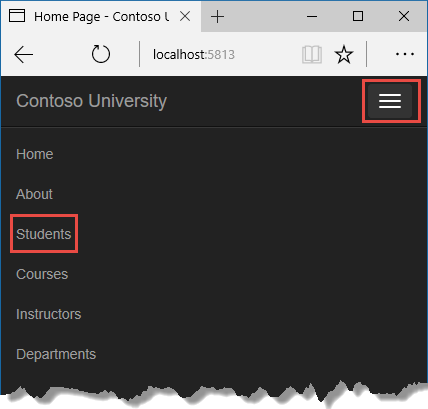 Home Page - Contoso U
localhost:5813
Contoso University
Home
About
Students
Courses
Instructors
Departments